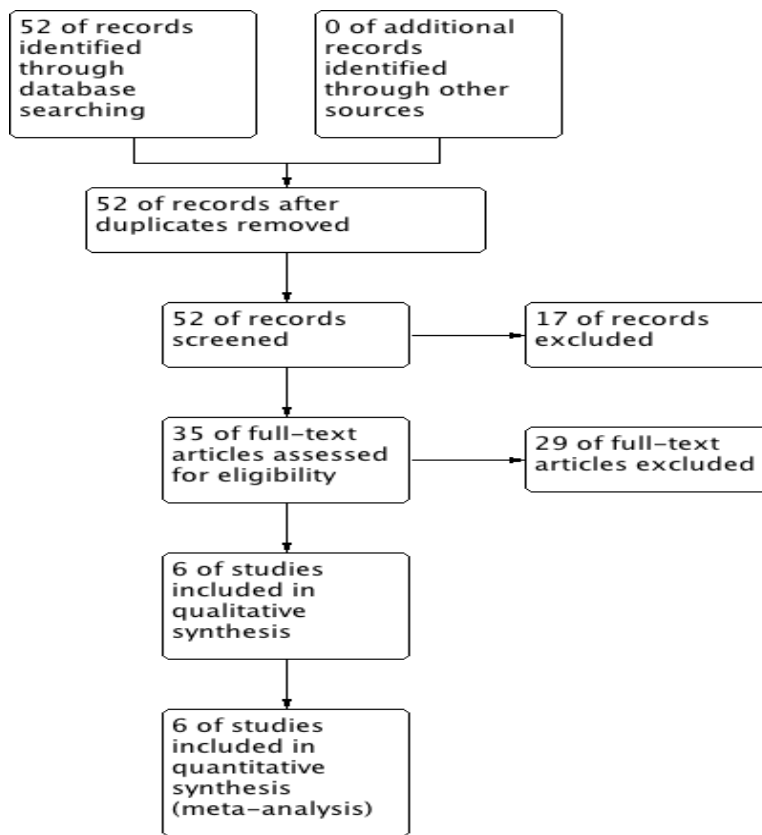 52 of records
identified
through
database
searching
0 of additional
records
identified
through other
sources
52 of records after
duplicates removed
52 of records
screened
17 of records
excluded
35 of full-text
articles assessed
for eligibility
29 of full-text
articles excluded
6 of studies
included in
qualitative
synthesis
6 of studies
included in
quantitative
synthesis
(meta-analysis)